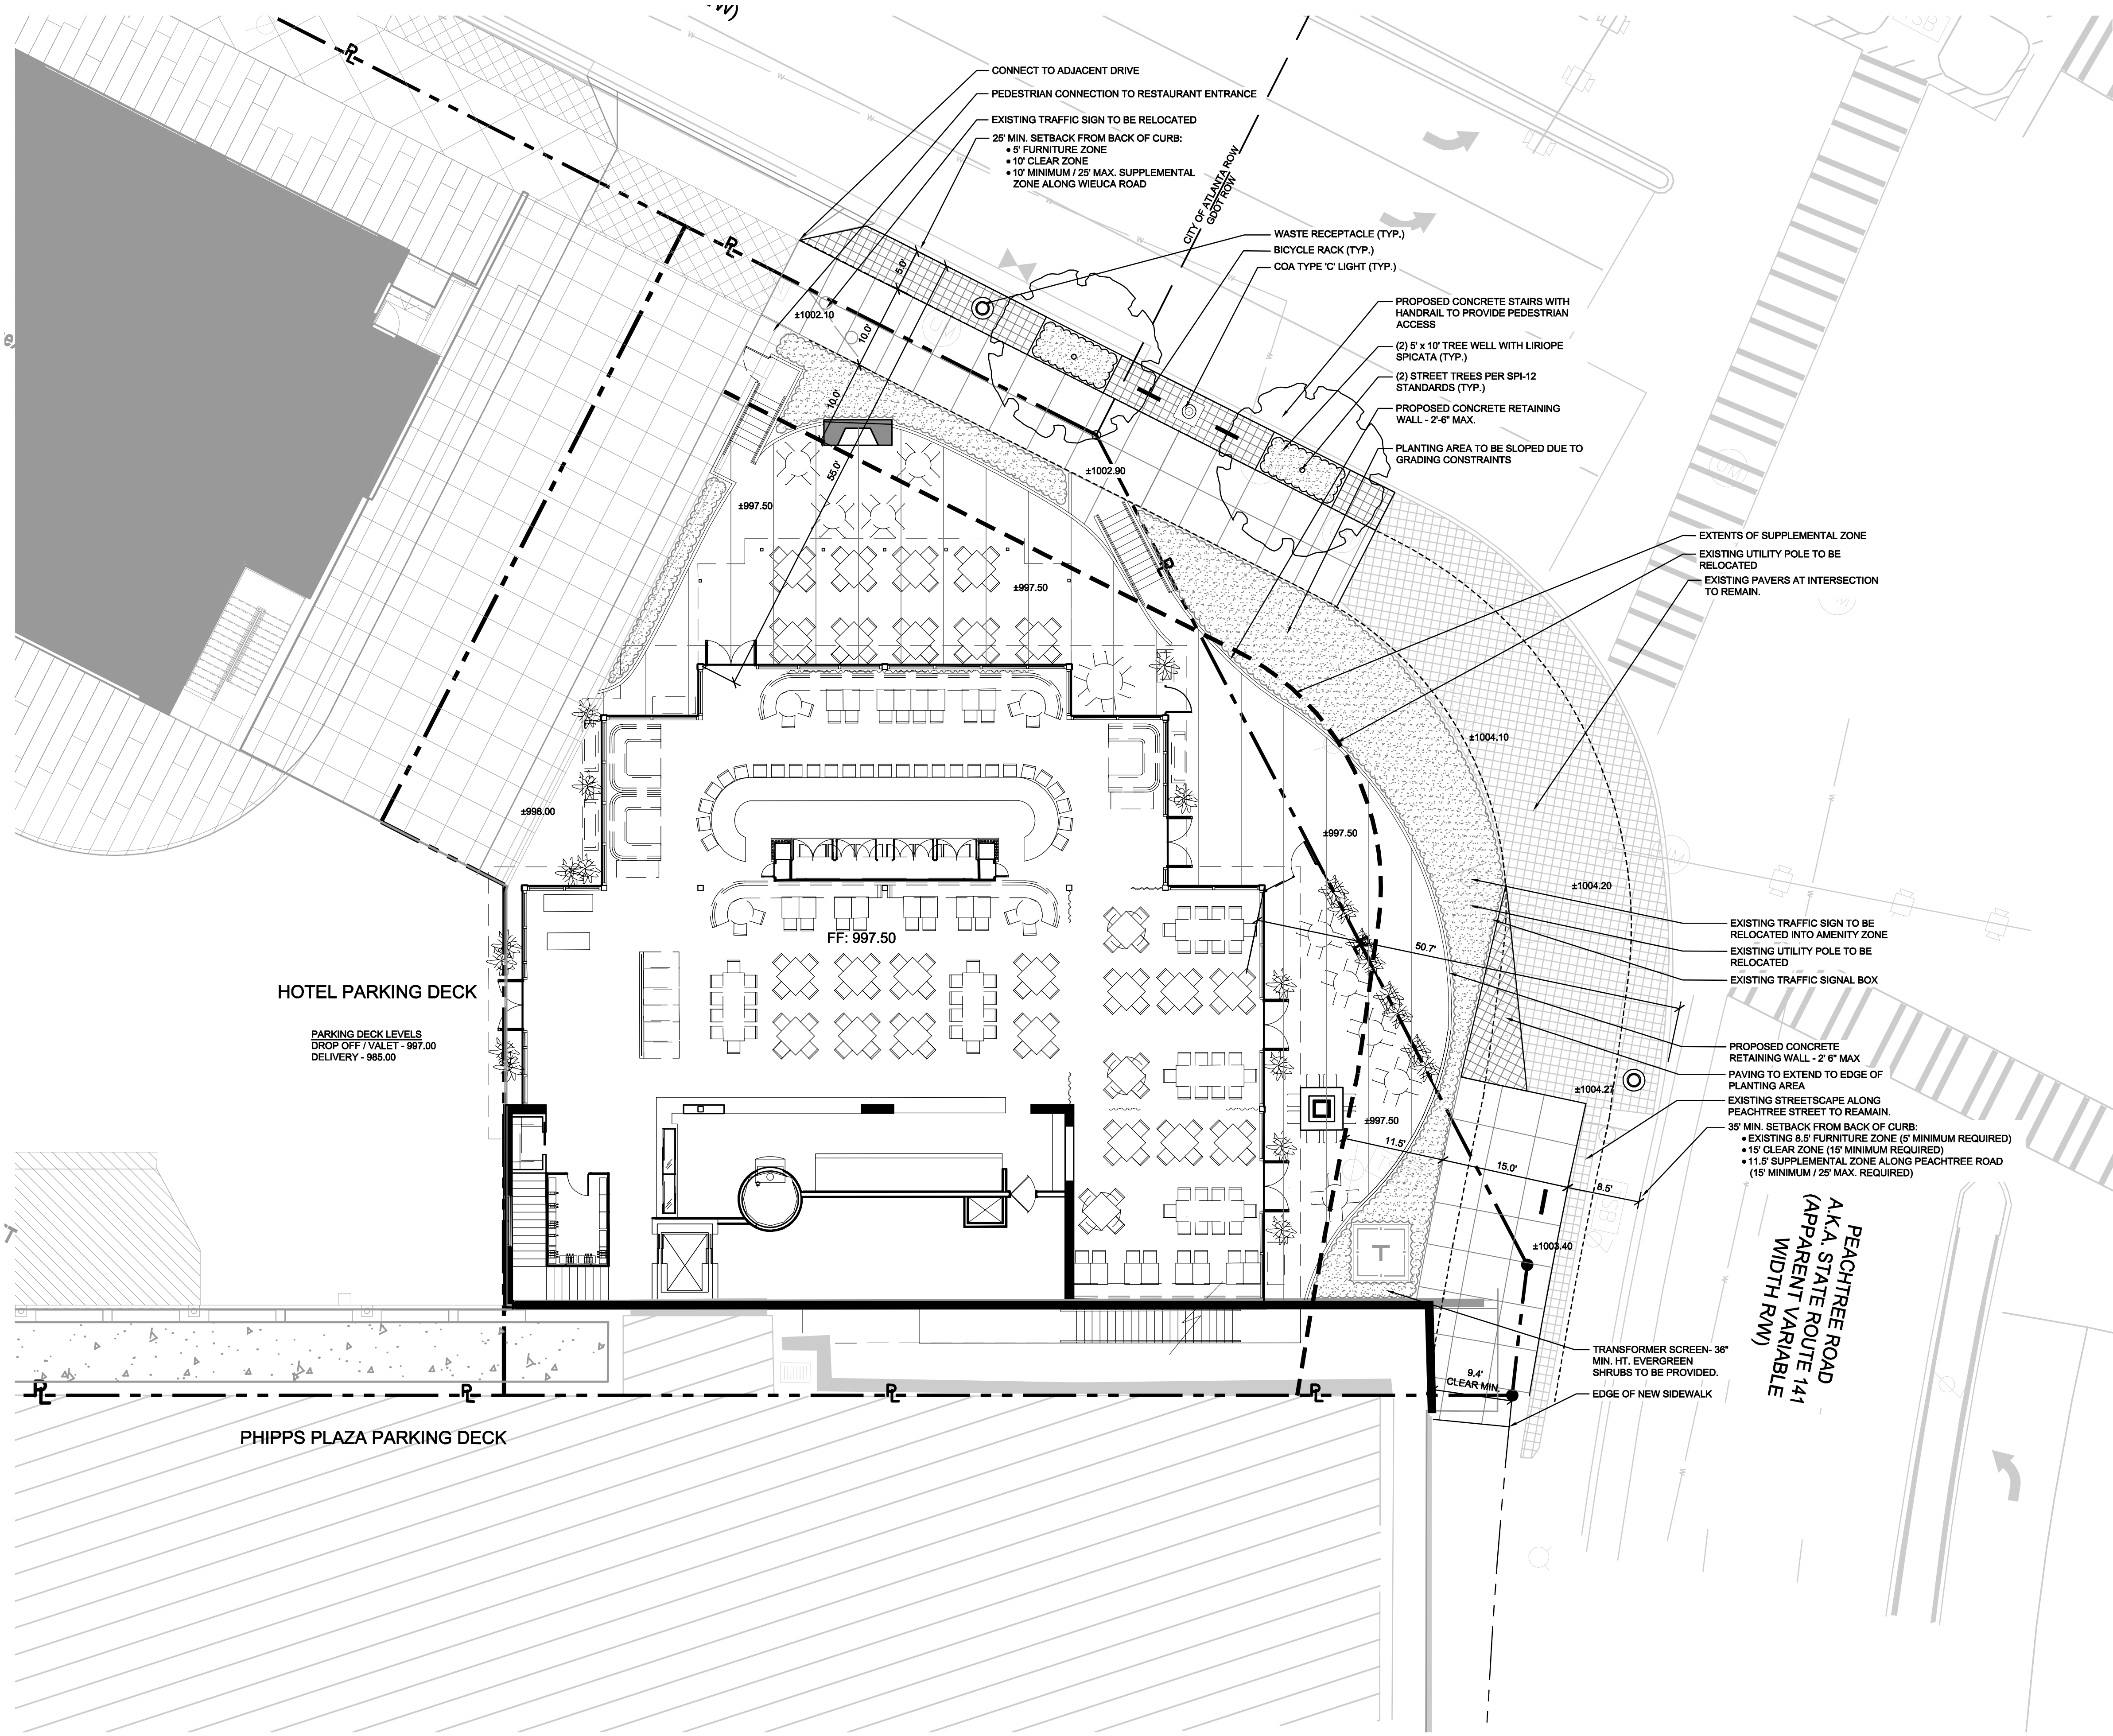 CONNECT TO ADJACENT DRIVE
PEDESTRIAN CONNECTION TO RESTAURANT ENTRANCE
EXISTING TRAFFIC SIGN TO BE RELOCATED
25' MIN. SETBACK FROM BACK OF CURB:
• 5' FURNITURE ZONE
• 10' CLEAR ZONE
• 10' MINIMUM / 25' MAX. SUPPLEMENTAL
ZONE ALONG WIEUCA ROAD
CITY OF ATLANTA ROW
GDOT ROW
WASTE RECEPTACLE (TYP.)
BICYCLE RACK (TYP.)
COA TYPE 'C' LIGHT (TYP.)
PROPOSED CONCRETE STAIRS WITH
HANDRAIL TO PROVIDE PEDESTRIAN
ACCESS
(2) 5' x 10' TREE WELL WITH LIRIOPE
SPICATA (TYP.)
(2) STREET TREES PER SPI-12
STANDARDS (TYP.)
PROPOSED CONCRETE RETAINING
WALL - 2'-6" MAX.
PLANTING AREA TO BE SLOPED DUE TO
GRADING CONSTRAINTS
EXTENTS OF SUPPLEMENTAL ZONE
EXISTING UTILITY POLE TO BE
RELOCATED
EXISTING PAVERS AT INTERSECTION
TO REMAIN.
5.0'
10.0'
10.0'
55.0'
±1002.10
±1002.90
±997.50
±997.50
±998.00
±1004.10
±997.50
±1004.20
FF: 997.50
50.7'
EXISTING TRAFFIC SIGN TO BE
RELOCATED INTO AMENITY ZONE
EXISTING UTILITY POLE TO BE
RELOCATED
EXISTING TRAFFIC SIGNAL BOX
HOTEL PARKING DECK
PARKING DECK LEVELS
DROP OFF / VALET - 997.00
DELIVERY - 985.00
PROPOSED CONCRETE
RETAINING WALL - 2' 6" MAX
PAVING TO EXTEND TO EDGE OF
PLANTING AREA
EXISTING STREETSCAPE ALONG
PEACHTREE STREET TO REAMAIN.
35' MIN. SETBACK FROM BACK OF CURB:
• EXISTING 8.5' FURNITURE ZONE (5' MINIMUM REQUIRED)
• 15' CLEAR ZONE (15' MINIMUM REQUIRED)
• 11.5' SUPPLEMENTAL ZONE ALONG PEACHTREE ROAD
(15' MINIMUM / 25' MAX. REQUIRED)
±1004.27
±997.50
11.5'
15.0'
8.5'
±1003.40
T
PEACHTREE ROAD
A.K.A. STATE ROUTE 141
(APPARENT VARIABLE
WIDTH R/W)
TRANSFORMER SCREEN- 36"
MIN. HT. EVERGREEN
SHRUBS TO BE PROVIDED.
EDGE OF NEW SIDEWALK
9.4'
CLEAR MIN.
PHIPPS PLAZA PARKING DECK